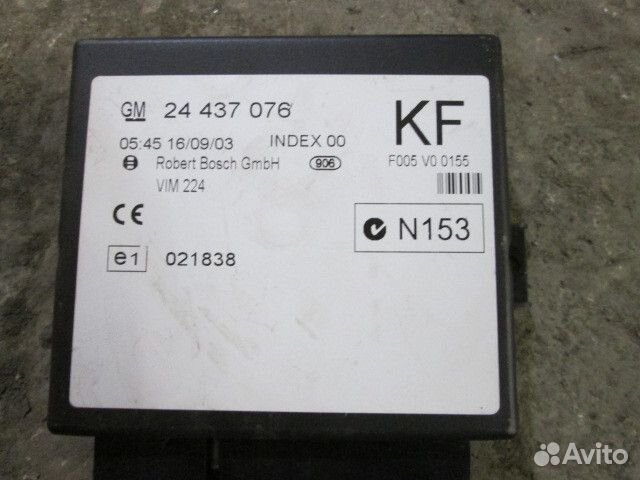 GM 24 437 076 KF
05:45 16/09/03 INDEX 00
Robert Bosch GmbH 906 F005 V0 0155
VIM 224
CE N153
e1 021838
Avito